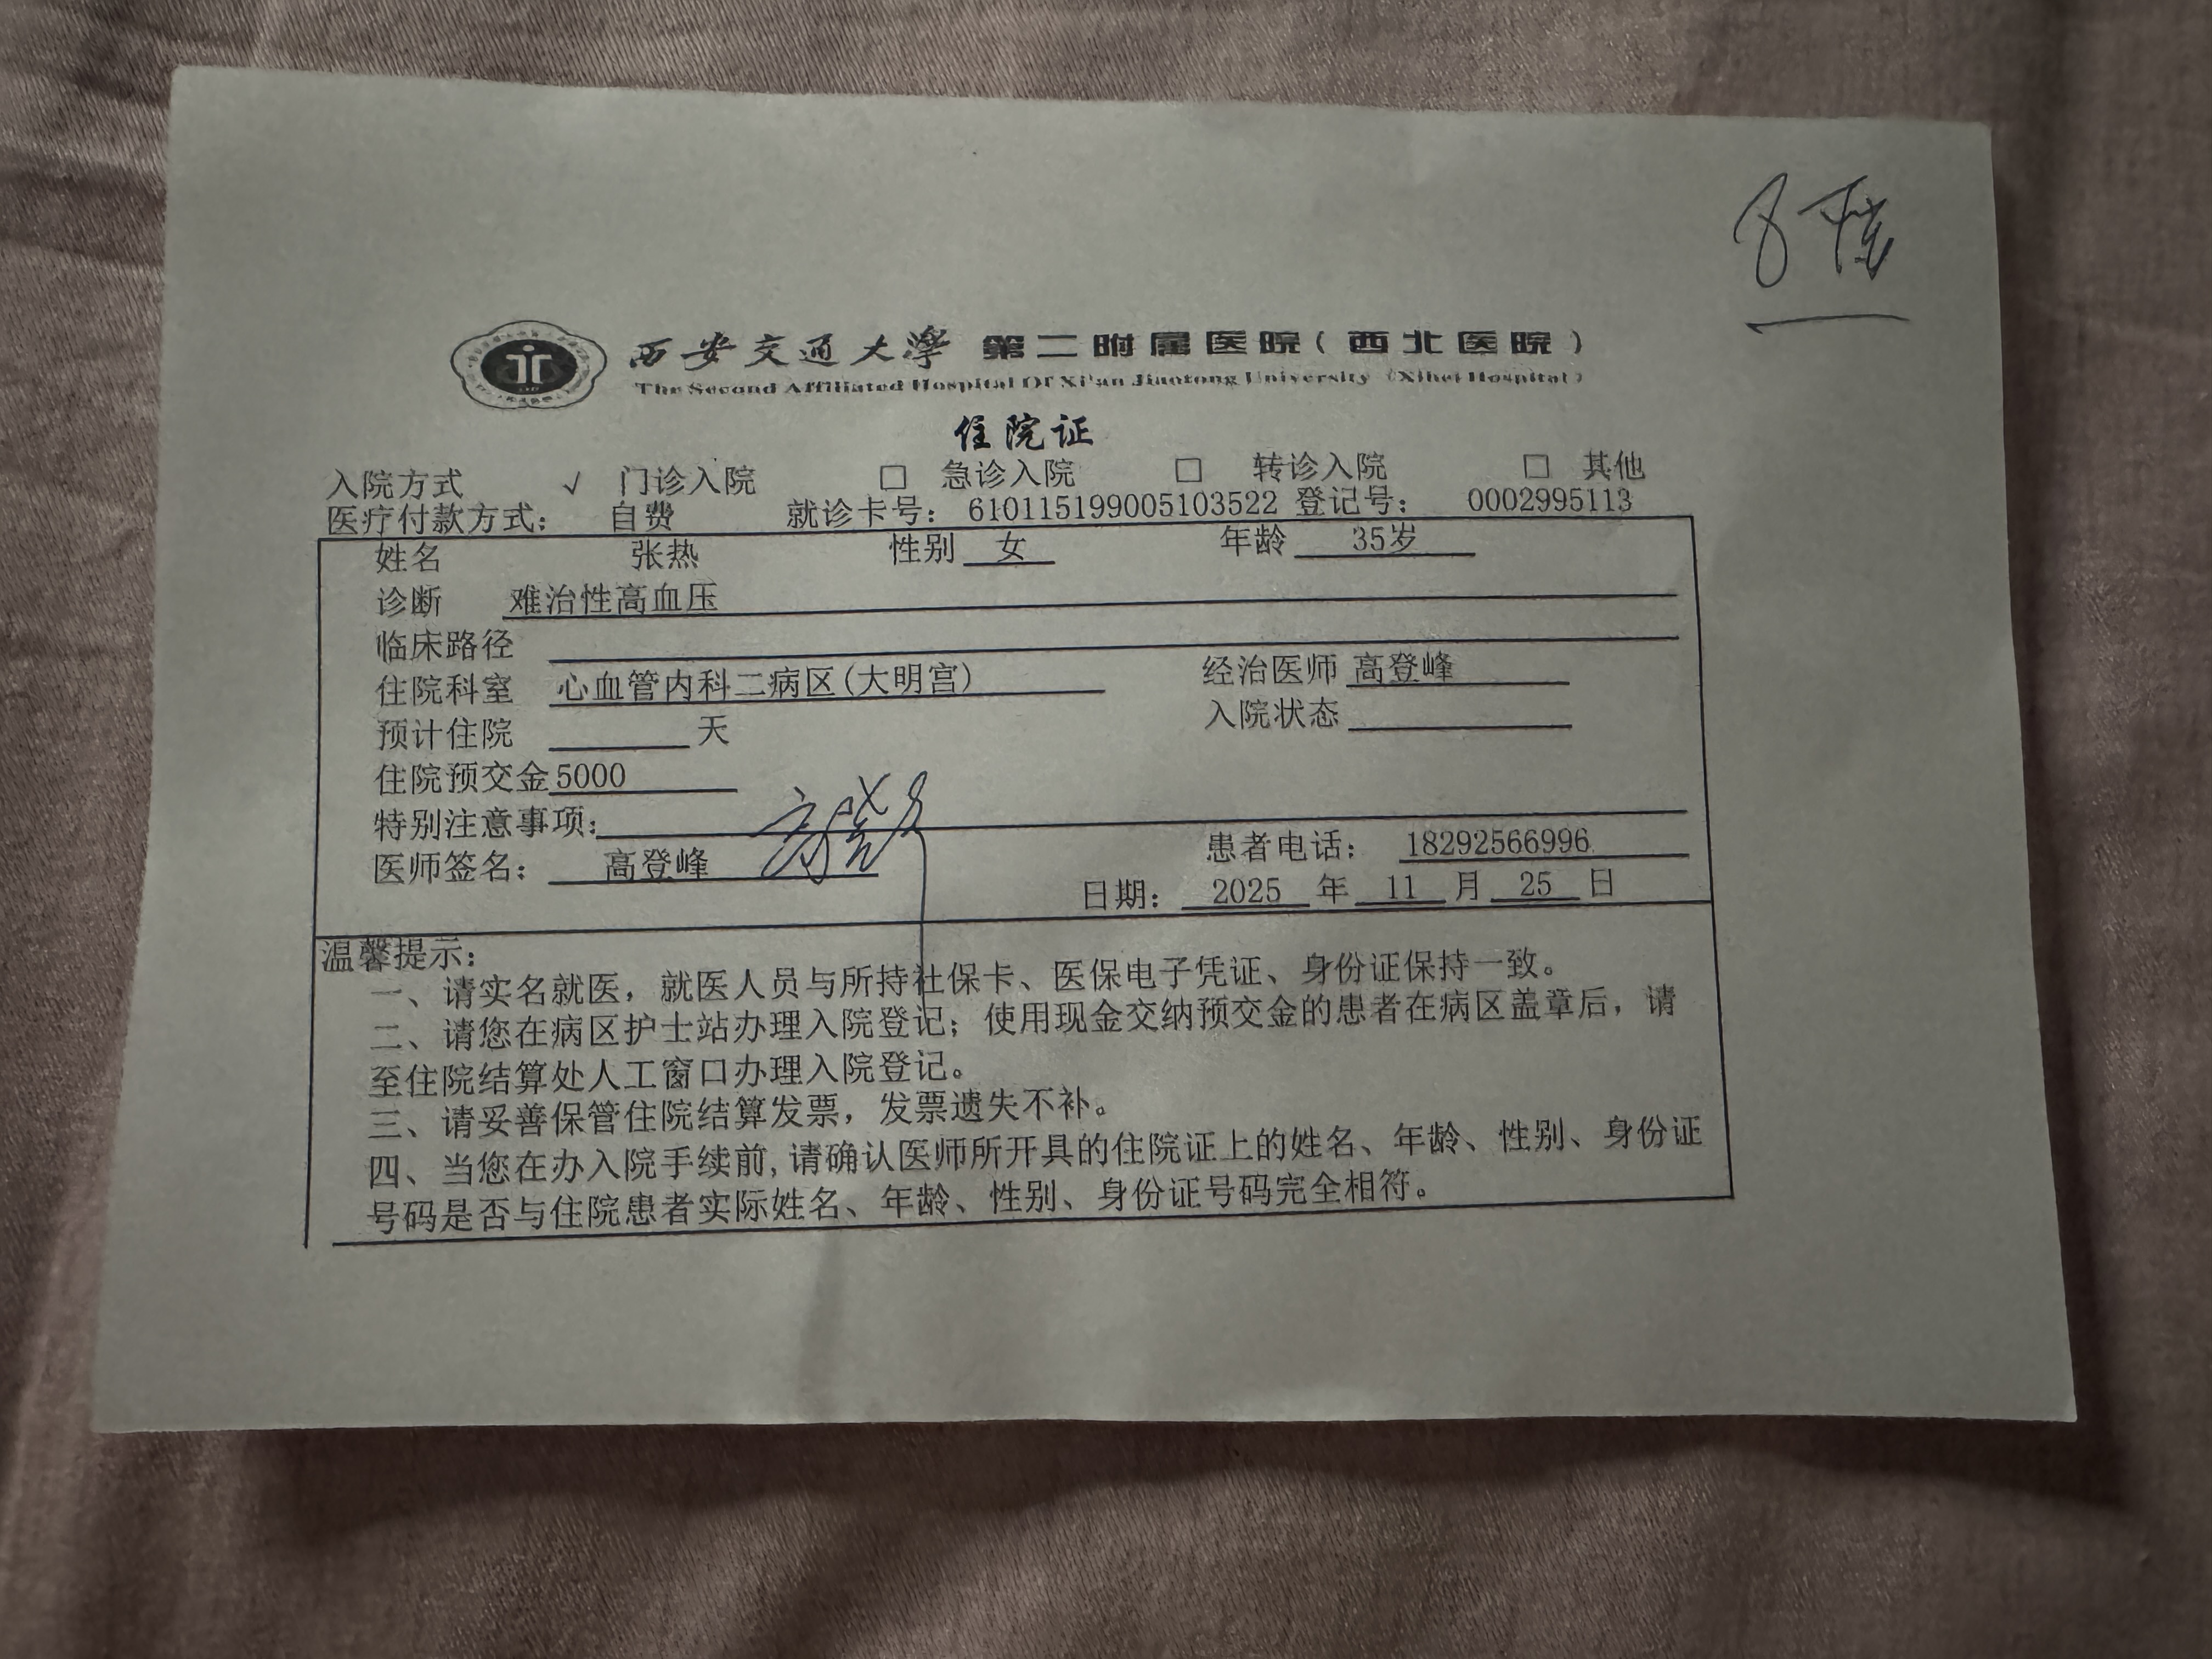 西安交通大学 第二附属医院(西北医院)
The Second Affiliated Hospital Of Xi'an Jiaotong University (Xibei Hospital)
住院证
入院方式 √ 门诊入院 □ 急诊入院 □ 转诊入院 □ 其他
医疗付款方式： 自费 就诊卡号： 610115199005103522 登记号： 0002995113
姓名 张热 性别 女 年龄 35岁
诊断 难治性高血压
临床路径
住院科室 心血管内科二病区(大明宫) 经治医师 高登峰
预计住院 天 入院状态
住院预交金 5000
特别注意事项：
医师签名： 高登峰 患者电话： 18292566996
日期： 2025 年 11 月 25 日
温馨提示：
一、请实名就医，就医人员与所持社保卡、医保电子凭证、身份证保持一致。
二、请您在病区护士站办理入院登记；使用现金交纳预交金的患者在病区盖章后，请
至住院结算处人工窗口办理入院登记。
三、请妥善保管住院结算发票，发票遗失不补。
四、当您在办入院手续前,请确认医师所开具的住院证上的姓名、年龄、性别、身份证
号码是否与住院患者实际姓名、年龄、性别、身份证号码完全相符。